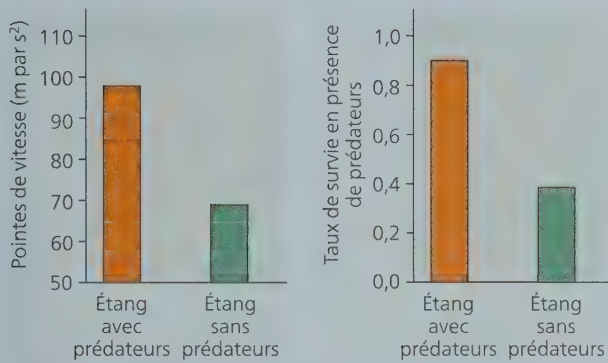 Pointes de vitesse (m par s²)
110
100
90
80
70
60
50
Étang
avec
prédateurs
Étang
sans
prédateurs
Taux de survie en présence
de prédateurs
1,0
0,8
0,6
0,4
0,2
0,0
Étang
avec
prédateurs
Étang
sans
prédateurs